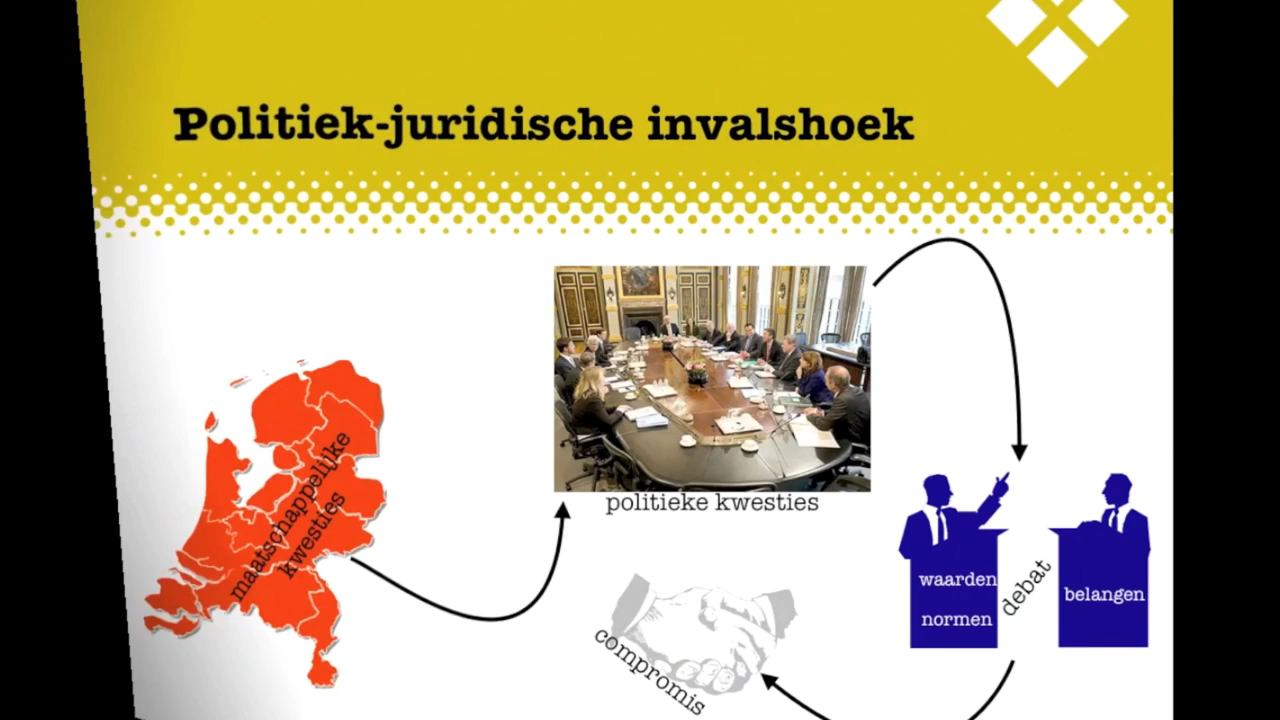 Politiek-juridische invalshoek
maatschappelijke
kwesties
politieke kwesties
waarden
normen
debat
belangen
compromis